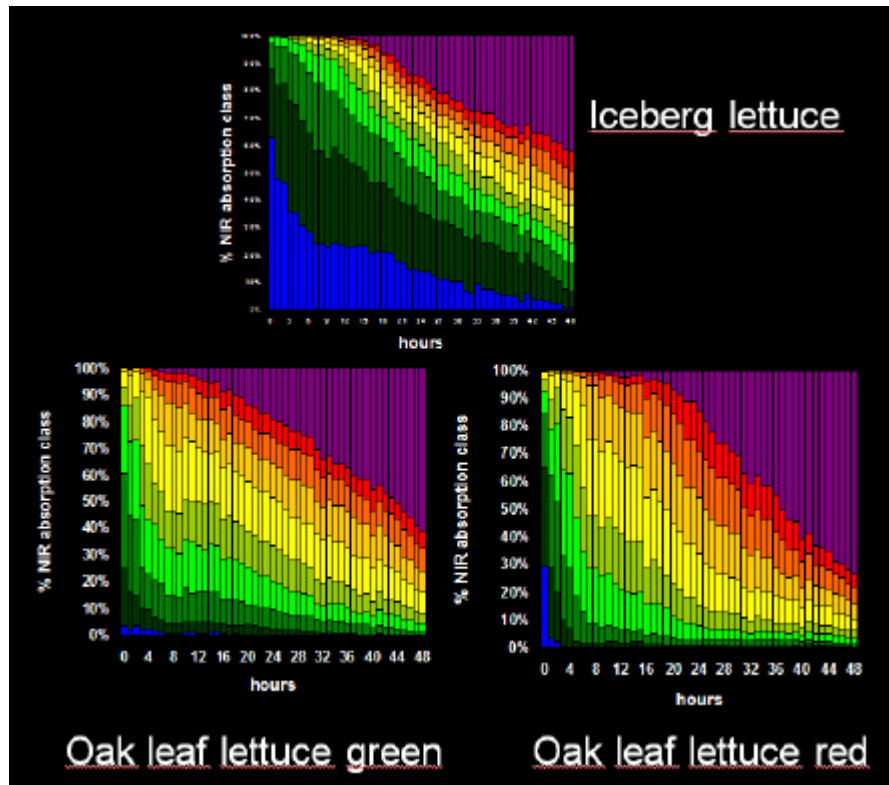 % NIR absorption class
hours
Iceberg lettuce
100%
90%
80%
70%
60%
50%
40%
30%
20%
10%
0%
% NIR absorption class
0 4 8 12 16 20 24 28 32 36 40 44 48
hours
Oak leaf lettuce green
100%
90%
80%
70%
60%
50%
40%
30%
20%
10%
0%
% NIR absorption class
0 4 8 12 16 20 24 28 32 36 40 44 48
hours
Oak leaf lettuce red